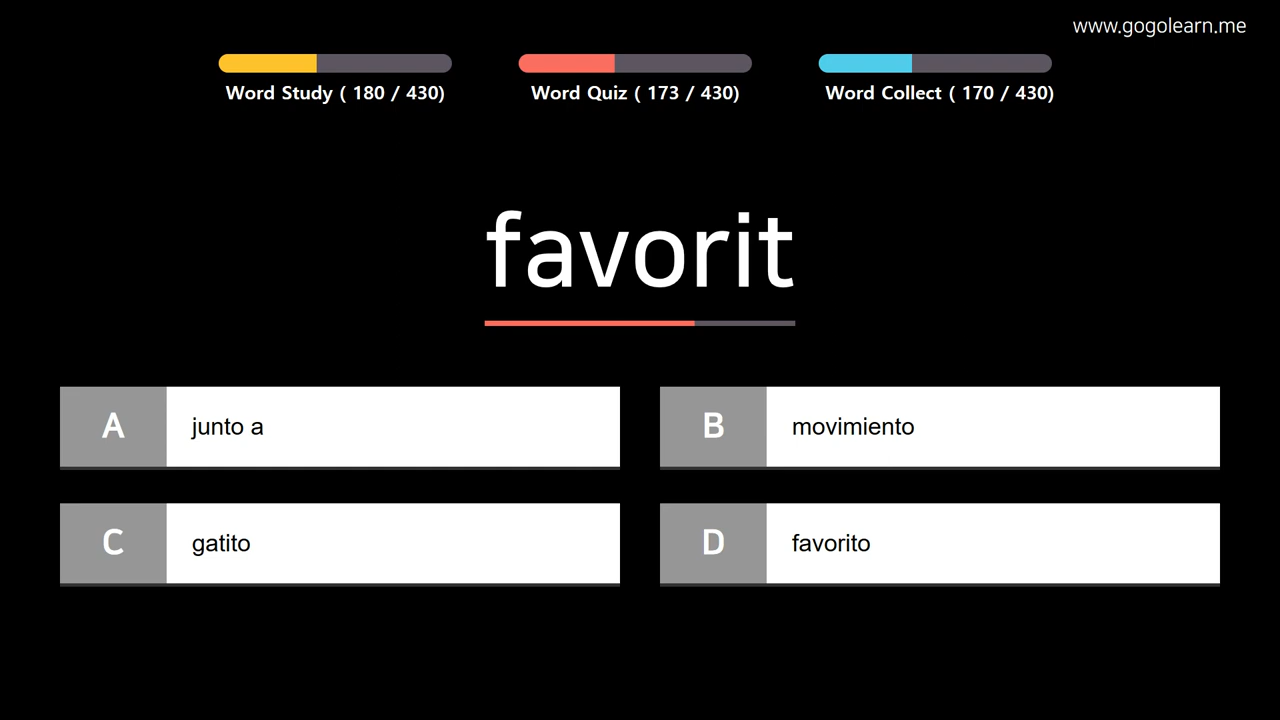 www.gogolearn.me
Word Study ( 180 / 430)
Word Quiz ( 173 / 430)
Word Collect ( 170 / 430)
favorit
A junto a
B movimiento
C gatito
D favorito